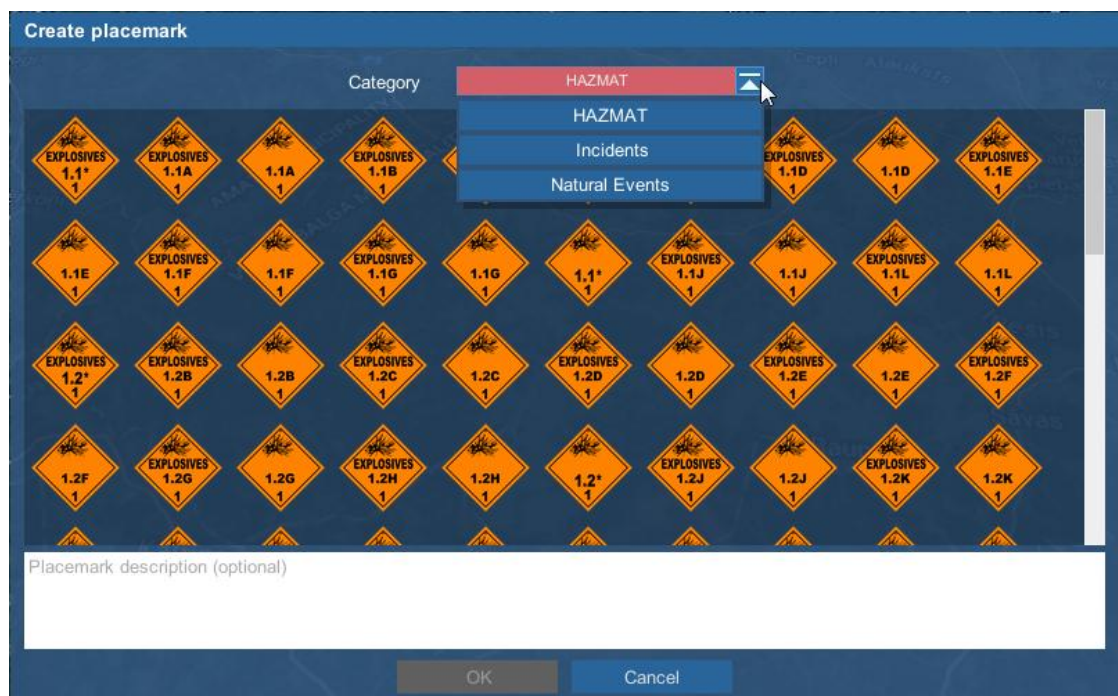 Create placemark
Category
HAZMAT
HAZMAT
Incidents
Natural Events
EXPLOSIVES 1.1* 1
EXPLOSIVES 1.1A 1
1.1A 1
EXPLOSIVES 1.1B 1
EXPLOSIVES 1.1D 1
1.1D 1
EXPLOSIVES 1.1E 1
1.1E 1
EXPLOSIVES 1.1F 1
1.1F 1
EXPLOSIVES 1.1G 1
1.1G 1
1.1* 1
EXPLOSIVES 1.1J 1
1.1J 1
EXPLOSIVES 1.1L 1
1.1L 1
EXPLOSIVES 1.2* 1
EXPLOSIVES 1.2B 1
1.2B 1
EXPLOSIVES 1.2C 1
1.2C 1
EXPLOSIVES 1.2D 1
1.2D 1
EXPLOSIVES 1.2E 1
1.2E 1
EXPLOSIVES 1.2F 1
1.2F 1
EXPLOSIVES 1.2G 1
1.2G 1
EXPLOSIVES 1.2H 1
1.2H 1
1.2* 1
EXPLOSIVES 1.2J 1
1.2J 1
EXPLOSIVES 1.2K 1
1.2K 1
Placemark description (optional)
OK
Cancel